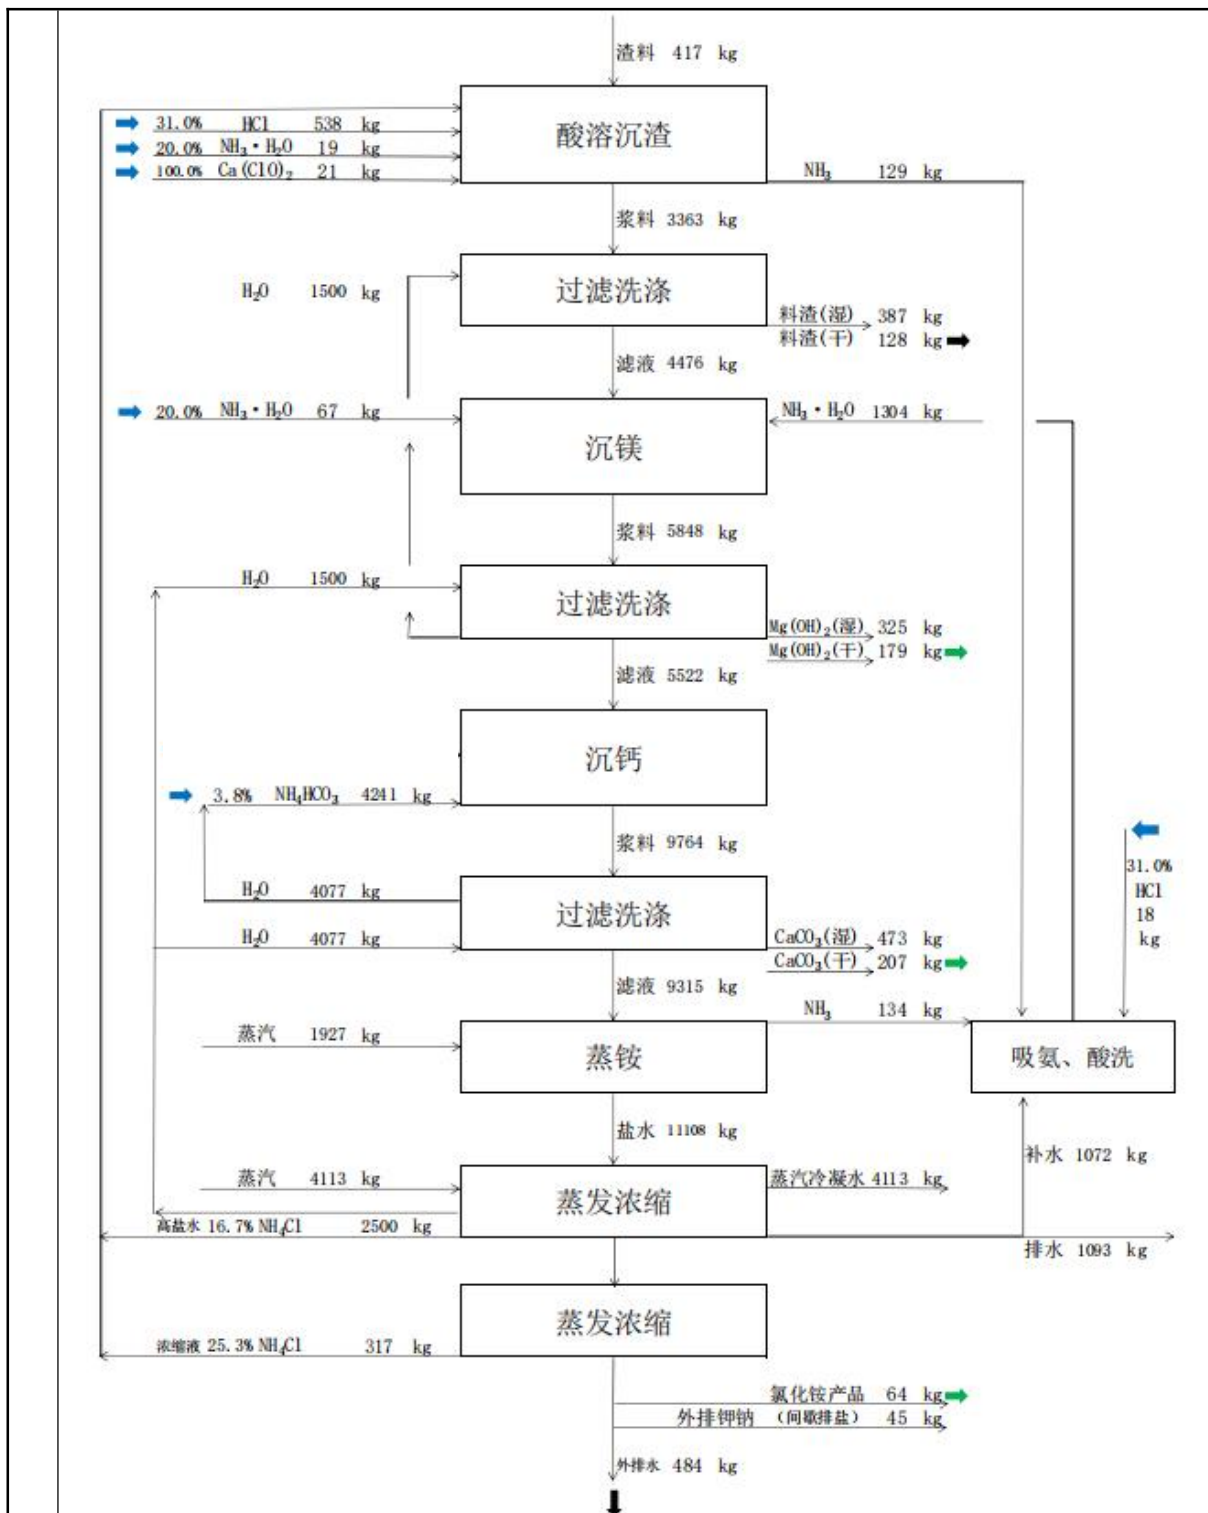 渣料 417 kg
酸溶沉渣
31.0% HCl 538 kg
20.0% NH₃·H₂O 19 kg
100.0% Ca(ClO)₂ 21 kg
NH₃ 129 kg
浆料 3363 kg
H₂O 1500 kg
过滤洗涤
料渣(湿) 387 kg
料渣(干) 128 kg
滤液 4476 kg
20.0% NH₃·H₂O 67 kg
NH₃·H₂O 1304 kg
沉镁
浆料 5848 kg
H₂O 1500 kg
过滤洗涤
Mg(OH)₂(湿) 325 kg
Mg(OH)₂(干) 179 kg
滤液 5522 kg
沉钙
3.8% NH₄HCO₃ 4241 kg
浆料 9764 kg
31.0%
HCl
18
kg
H₂O 4077 kg
过滤洗涤
H₂O 4077 kg
CaCO₃(湿) 473 kg
CaCO₃(干) 207 kg
滤液 9315 kg
NH₃ 134 kg
蒸汽 1927 kg
蒸铵
吸氨、酸洗
盐水 11108 kg
补水 1072 kg
蒸汽 4113 kg
蒸汽冷凝水 4113 kg
蒸发浓缩
高盐水 16.7% NH₄Cl 2500 kg
排水 1093 kg
蒸发浓缩
浓缩液 25.3% NH₄Cl 317 kg
氯化铵产品 64 kg
外排钾钠 （间歇排盐） 45 kg
外排水 484 kg